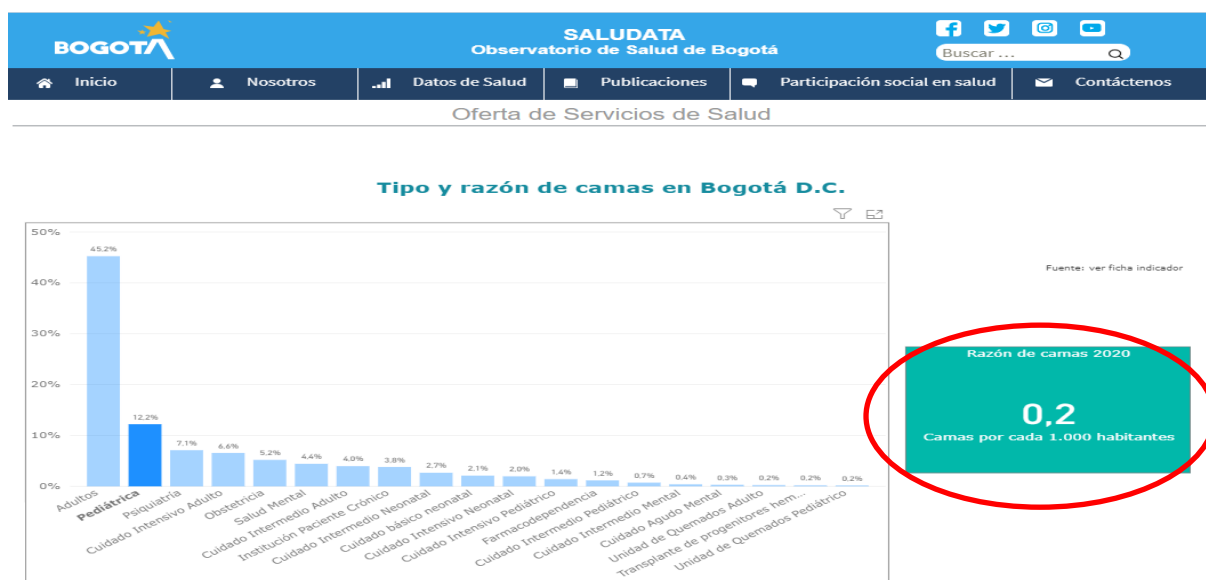 BOGOTÁ
SALUDATA
Observatorio de Salud de Bogotá
Buscar ...
Inicio
Nosotros
Datos de Salud
Publicaciones
Participación social en salud
Contáctenos
Oferta de Servicios de Salud
Tipo y razón de camas en Bogotá D.C.
50%
40%
30%
20%
10%
0%
45.2%
12.2%
7.1%
6.6%
5.2%
4.4%
4.0%
3.8%
2.7%
2.1%
2.0%
1.4%
1.2%
0.7%
0.4%
0.3%
0.2%
0.2%
0.2%
Adultos
Pediátrica
Psiquiatría
Cuidado Intensivo Adulto
Obstetricia
Salud Mental
Cuidado Intermedio Adulto
Institución Paciente Crónico
Cuidado Intermedio Neonatal
Cuidado básico neonatal
Cuidado Intensivo Neonatal
Cuidado Intensivo Pediátrico
Farmacodependencia
Cuidado Intermedio Pediátrico
Cuidado Intermedio Mental
Cuidado Agudo Mental
Unidad de Quemados Adulto
Transplante de progenitores hem...
Unidad de Quemados Pediátrico
Fuente: ver ficha indicador
Razón de camas 2020
0,2
Camas por cada 1.000 habitantes